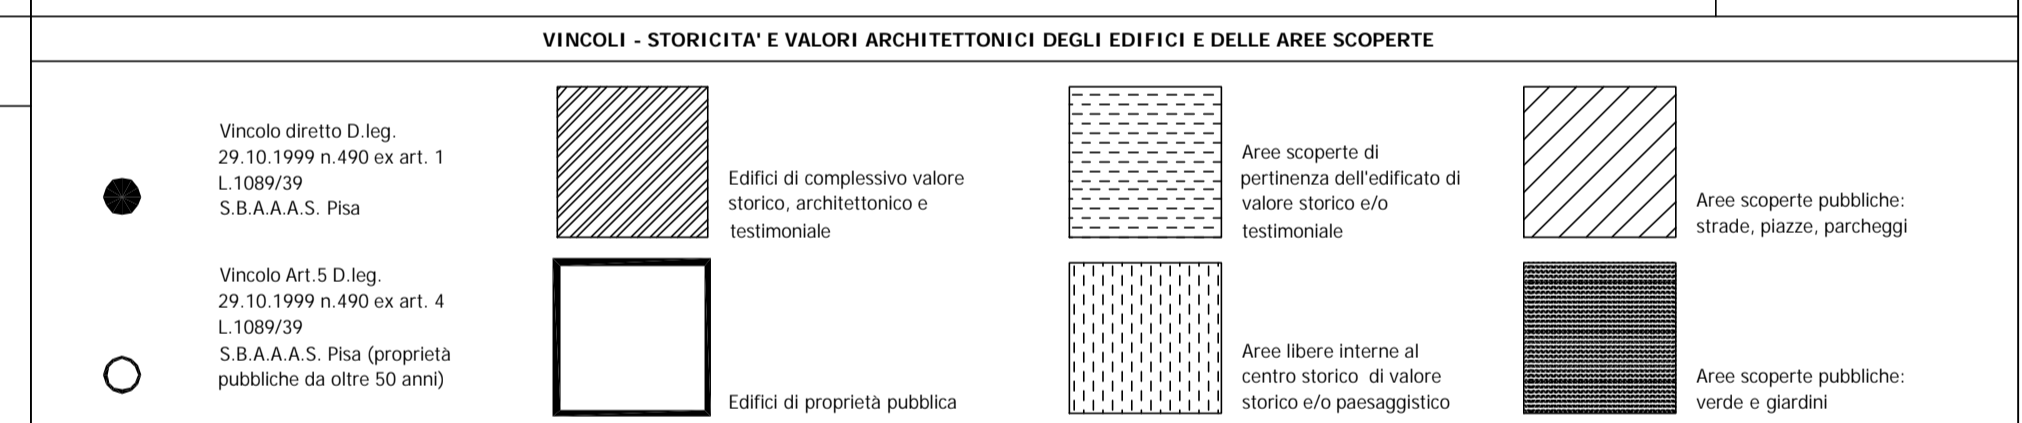 VINCOLI - STORICITA' E VALORI ARCHITETTONICI DEGLI EDIFICI E DELLE AREE SCOPERTE
Vincolo diretto D.leg.
29.10.1999 n.490 ex art. 1
L.1089/39
S.B.A.A.A.S. Pisa
Edifici di complessivo valore
storico, architettonico e
testimoniale
Aree scoperte di
pertinenza dell'edificato di
valore storico e/o
testimoniale
Aree scoperte pubbliche:
strade, piazze, parcheggi
Vincolo Art.5 D.leg.
29.10.1999 n.490 ex art. 4
L.1089/39
S.B.A.A.A.S. Pisa (proprietà
pubbliche da oltre 50 anni)
Edifici di proprietà pubblica
Aree libere interne al
centro storico  di valore
storico e/o paesaggistico
Aree scoperte pubbliche:
verde e giardini